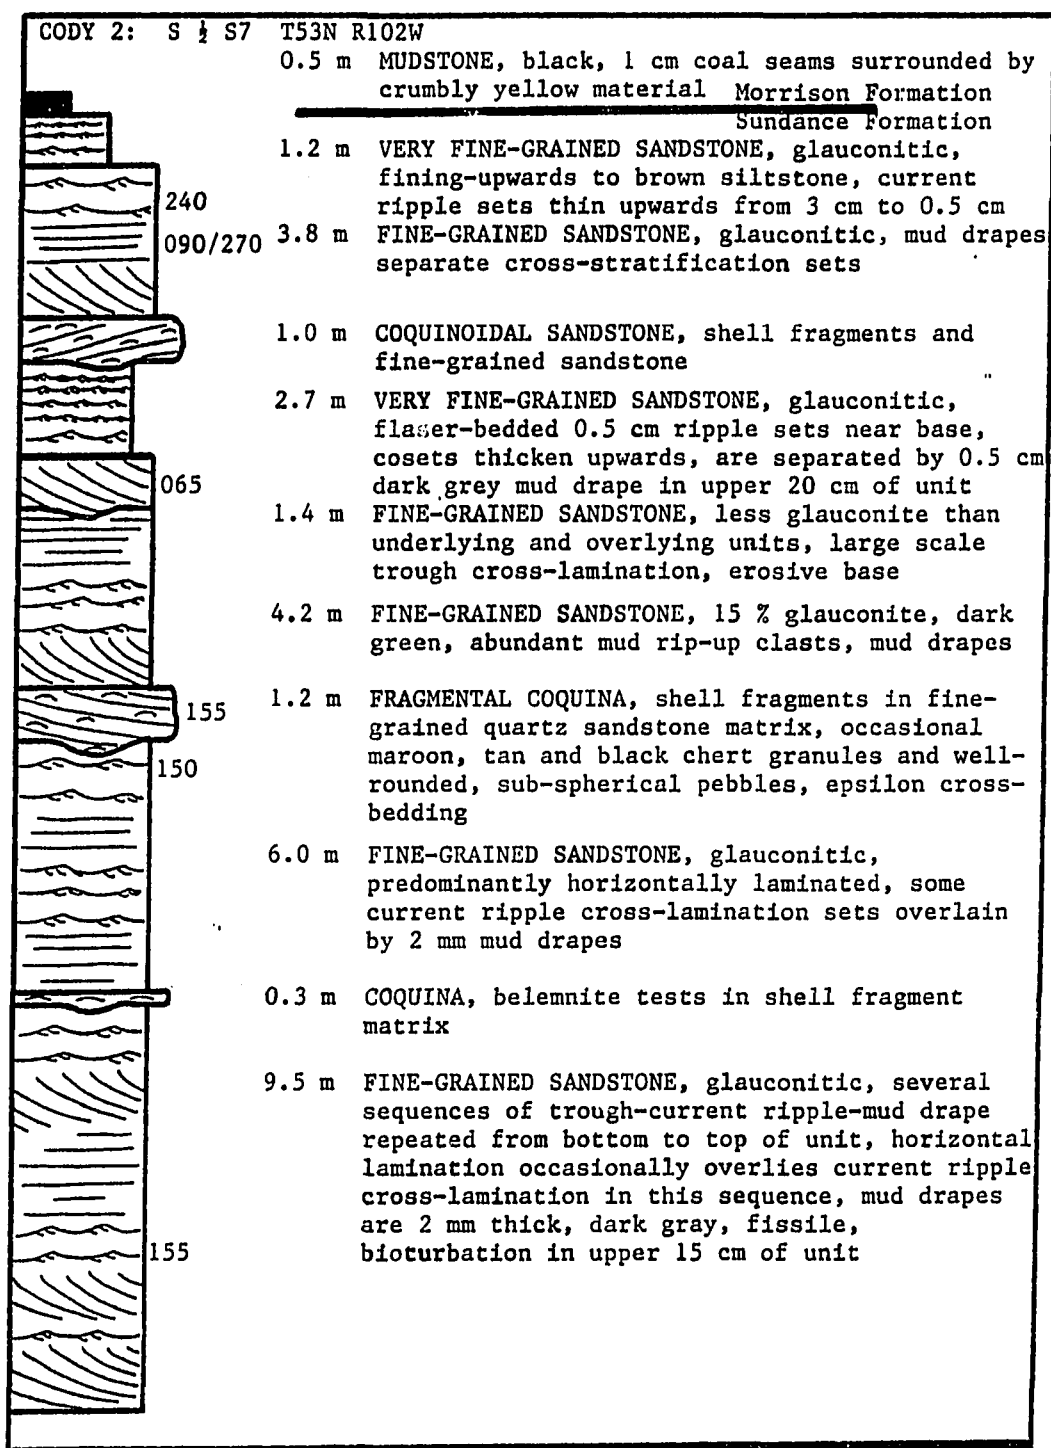 CODY 2: S ½ S7 T53N R102W
0.5 m MUDSTONE, black, 1 cm coal seams surrounded by
crumbly yellow material Morrison Formation
Sundance Formation
1.2 m VERY FINE-GRAINED SANDSTONE, glauconitic,
fining-upwards to brown siltstone, current
240 ripple sets thin upwards from 3 cm to 0.5 cm
090/270 3.8 m FINE-GRAINED SANDSTONE, glauconitic, mud drapes
separate cross-stratification sets
1.0 m COQUINOIDAL SANDSTONE, shell fragments and
fine-grained sandstone
2.7 m VERY FINE-GRAINED SANDSTONE, glauconitic,
flaser-bedded 0.5 cm ripple sets near base,
cosets thicken upwards, are separated by 0.5 cm
065 dark grey mud drape in upper 20 cm of unit
1.4 m FINE-GRAINED SANDSTONE, less glauconite than
underlying and overlying units, large scale
trough cross-lamination, erosive base
4.2 m FINE-GRAINED SANDSTONE, 15 % glauconite, dark
green, abundant mud rip-up clasts, mud drapes
155 1.2 m FRAGMENTAL COQUINA, shell fragments in fine-
grained quartz sandstone matrix, occasional
150 maroon, tan and black chert granules and well-
rounded, sub-spherical pebbles, epsilon cross-
bedding
6.0 m FINE-GRAINED SANDSTONE, glauconitic,
predominantly horizontally laminated, some
current ripple cross-lamination sets overlain
by 2 mm mud drapes
0.3 m COQUINA, belemnite tests in shell fragment
matrix
9.5 m FINE-GRAINED SANDSTONE, glauconitic, several
sequences of trough-current ripple-mud drape
repeated from bottom to top of unit, horizontal
lamination occasionally overlies current ripple
cross-lamination in this sequence, mud drapes
are 2 mm thick, dark gray, fissile,
155 bioturbation in upper 15 cm of unit